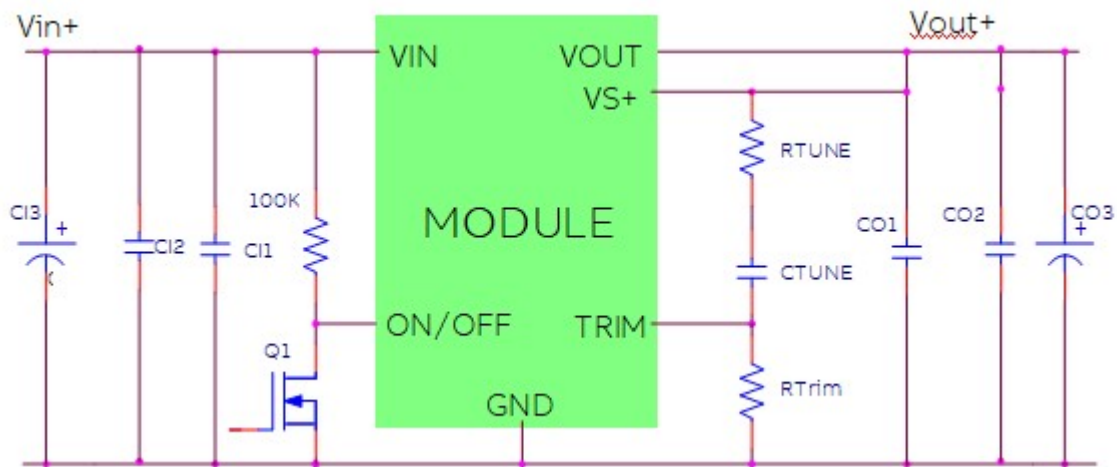 Vin+
Vout+
VIN
VOUT
VS+
RTUNE
100K
CI3
+
MODULE
CI2
CI1
CO1
CO2
CO3
+
CTUNE
ON/OFF
TRIM
Q1
RTrim
GND